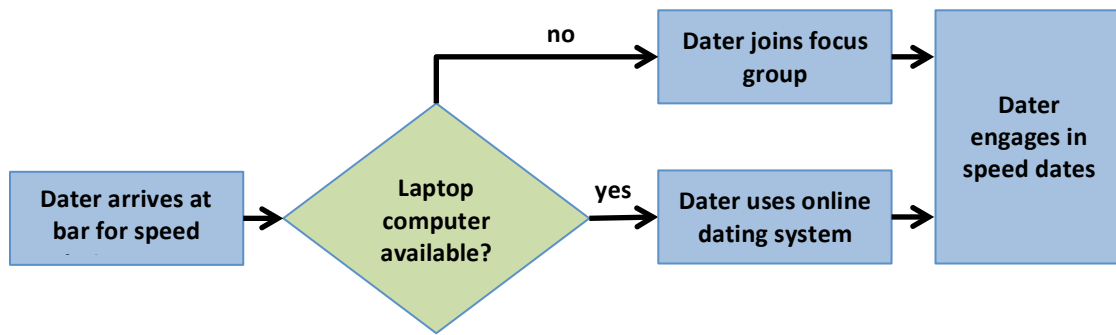 Dater arrives at
bar for speed
Laptop
computer
available?
no
Dater joins focus
group
yes
Dater uses online
dating system
Dater
engages in
speed dates